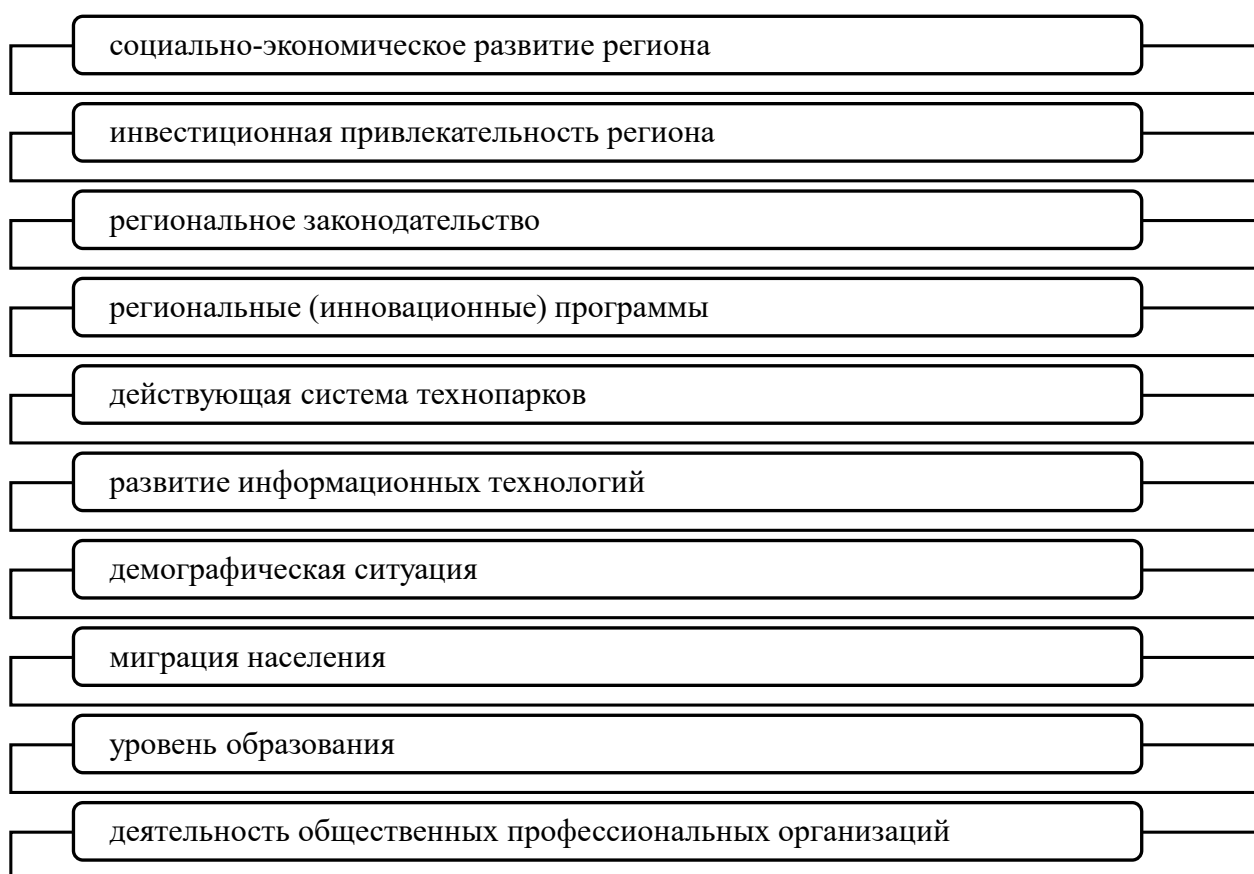 социально-экономическое развитие региона
инвестиционная привлекательность региона
региональное законодательство
региональные (инновационные) программы
действующая система технопарков
развитие информационных технологий
демографическая ситуация
миграция населения
уровень образования
деятельность общественных профессиональных организаций